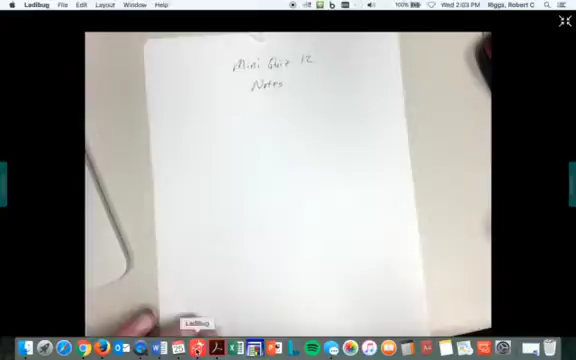 LadiBug File Edit Layout Window Help 100% Wed 2:03 PM Riggs, Robert C
Mini Quiz 12
Notes
LadiBug